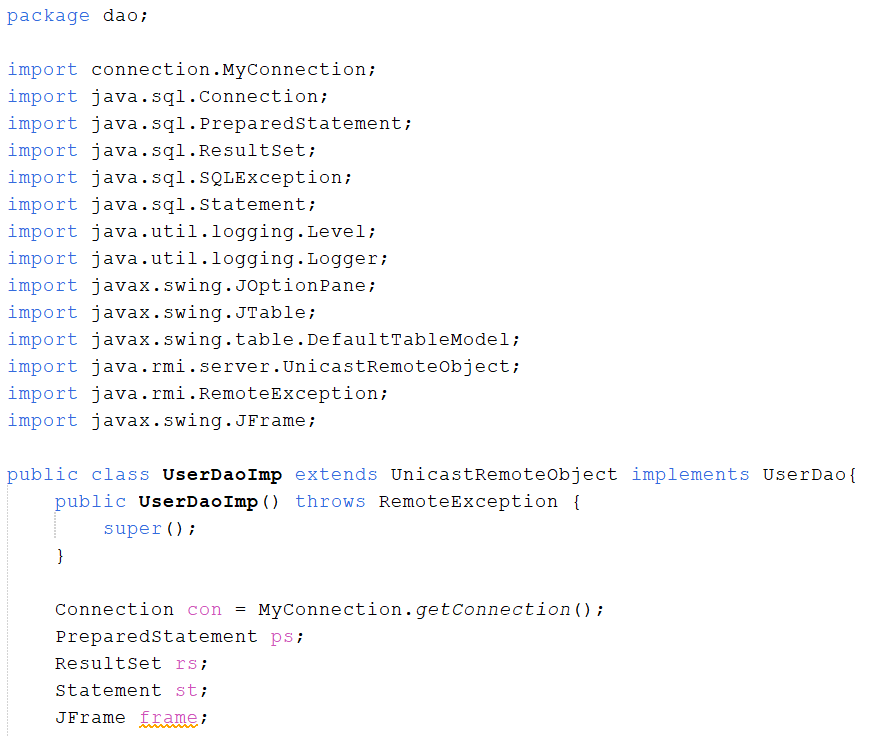 package dao;
import connection.MyConnection;
import java.sql.Connection;
import java.sql.PreparedStatement;
import java.sql.ResultSet;
import java.sql.SQLException;
import java.sql.Statement;
import java.util.logging.Level;
import java.util.logging.Logger;
import javax.swing.JOptionPane;
import javax.swing.JTable;
import javax.swing.table.DefaultTableModel;
import java.rmi.server.UnicastRemoteObject;
import java.rmi.RemoteException;
import javax.swing.JFrame;
public class UserDaoImp extends UnicastRemoteObject implements UserDao{
    public UserDaoImp() throws RemoteException {
        super();
    }
    Connection con = MyConnection.getConnection();
    PreparedStatement ps;
    ResultSet rs;
    Statement st;
    JFrame frame;